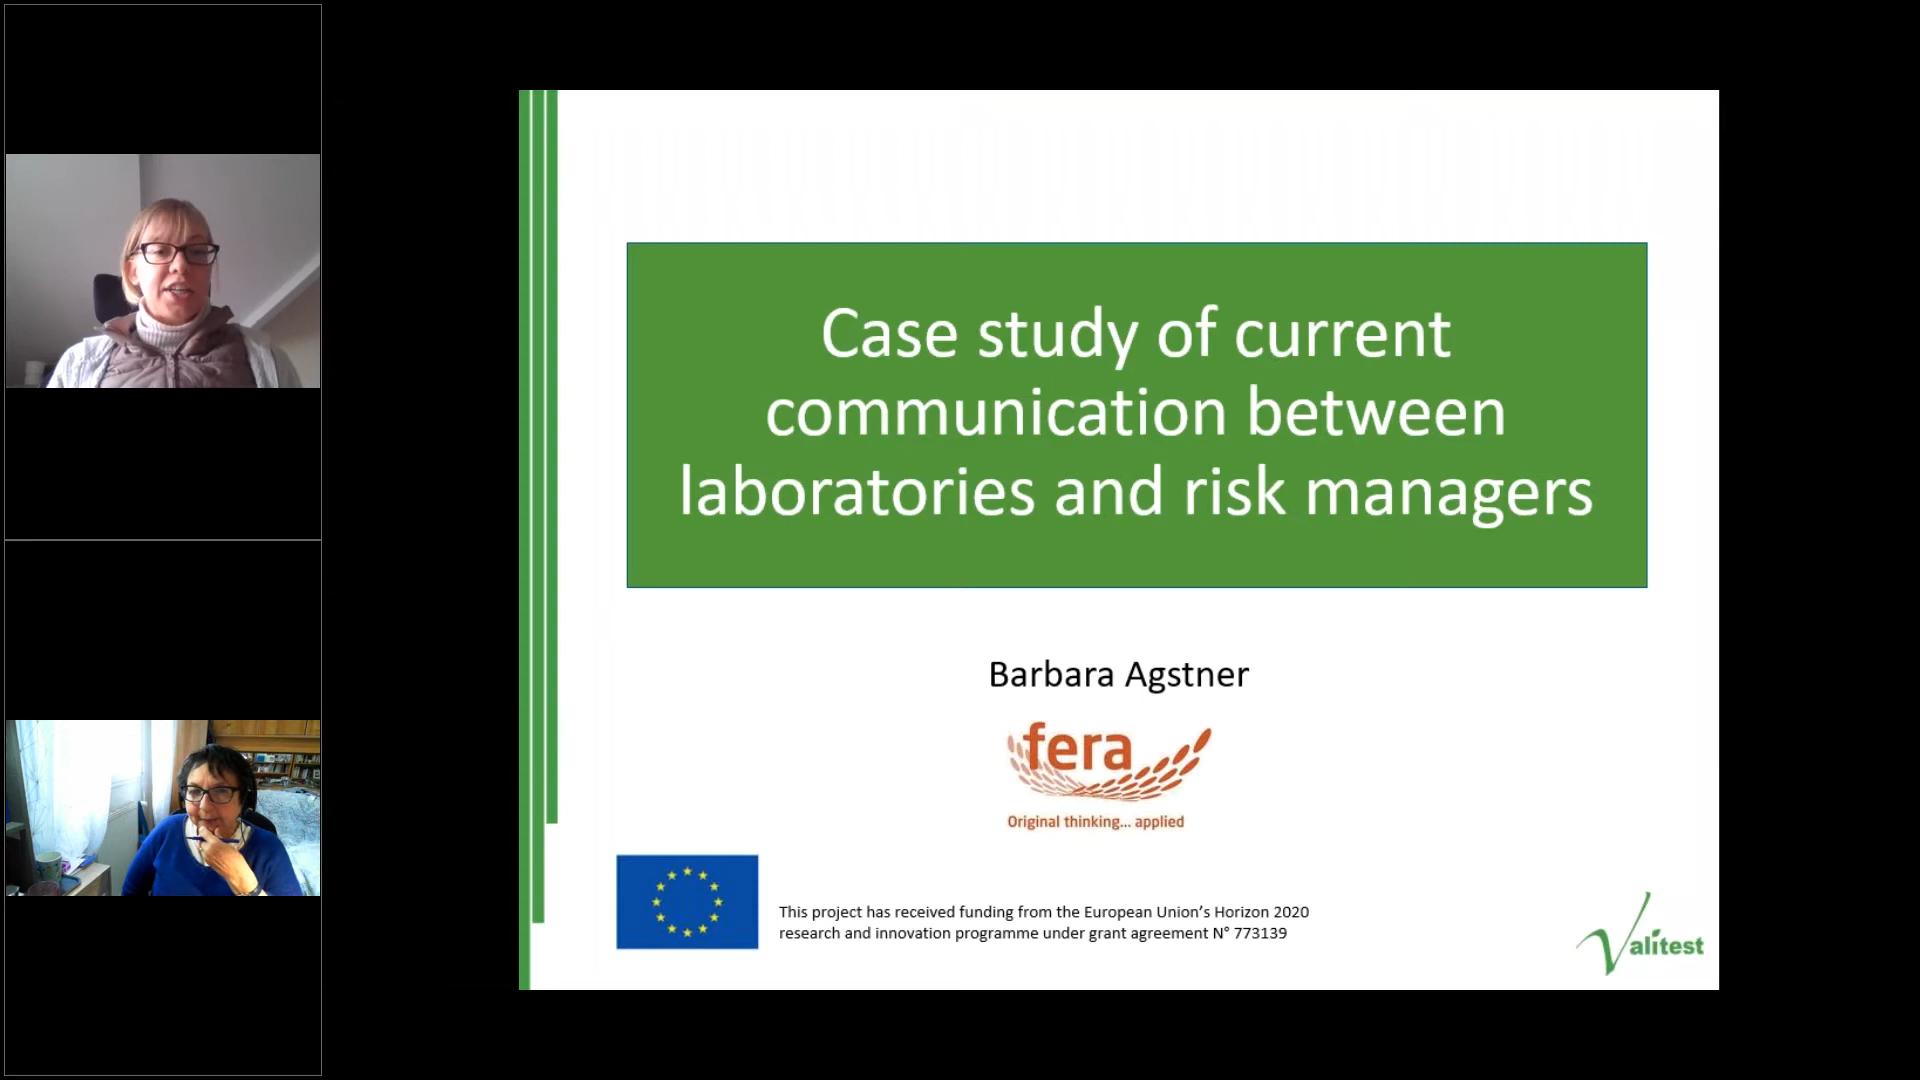 Case study of current
communication between
laboratories and risk managers
Barbara Agstner
fera
Original thinking... applied
This project has received funding from the European Union's Horizon 2020
research and innovation programme under grant agreement N° 773139
Valitest